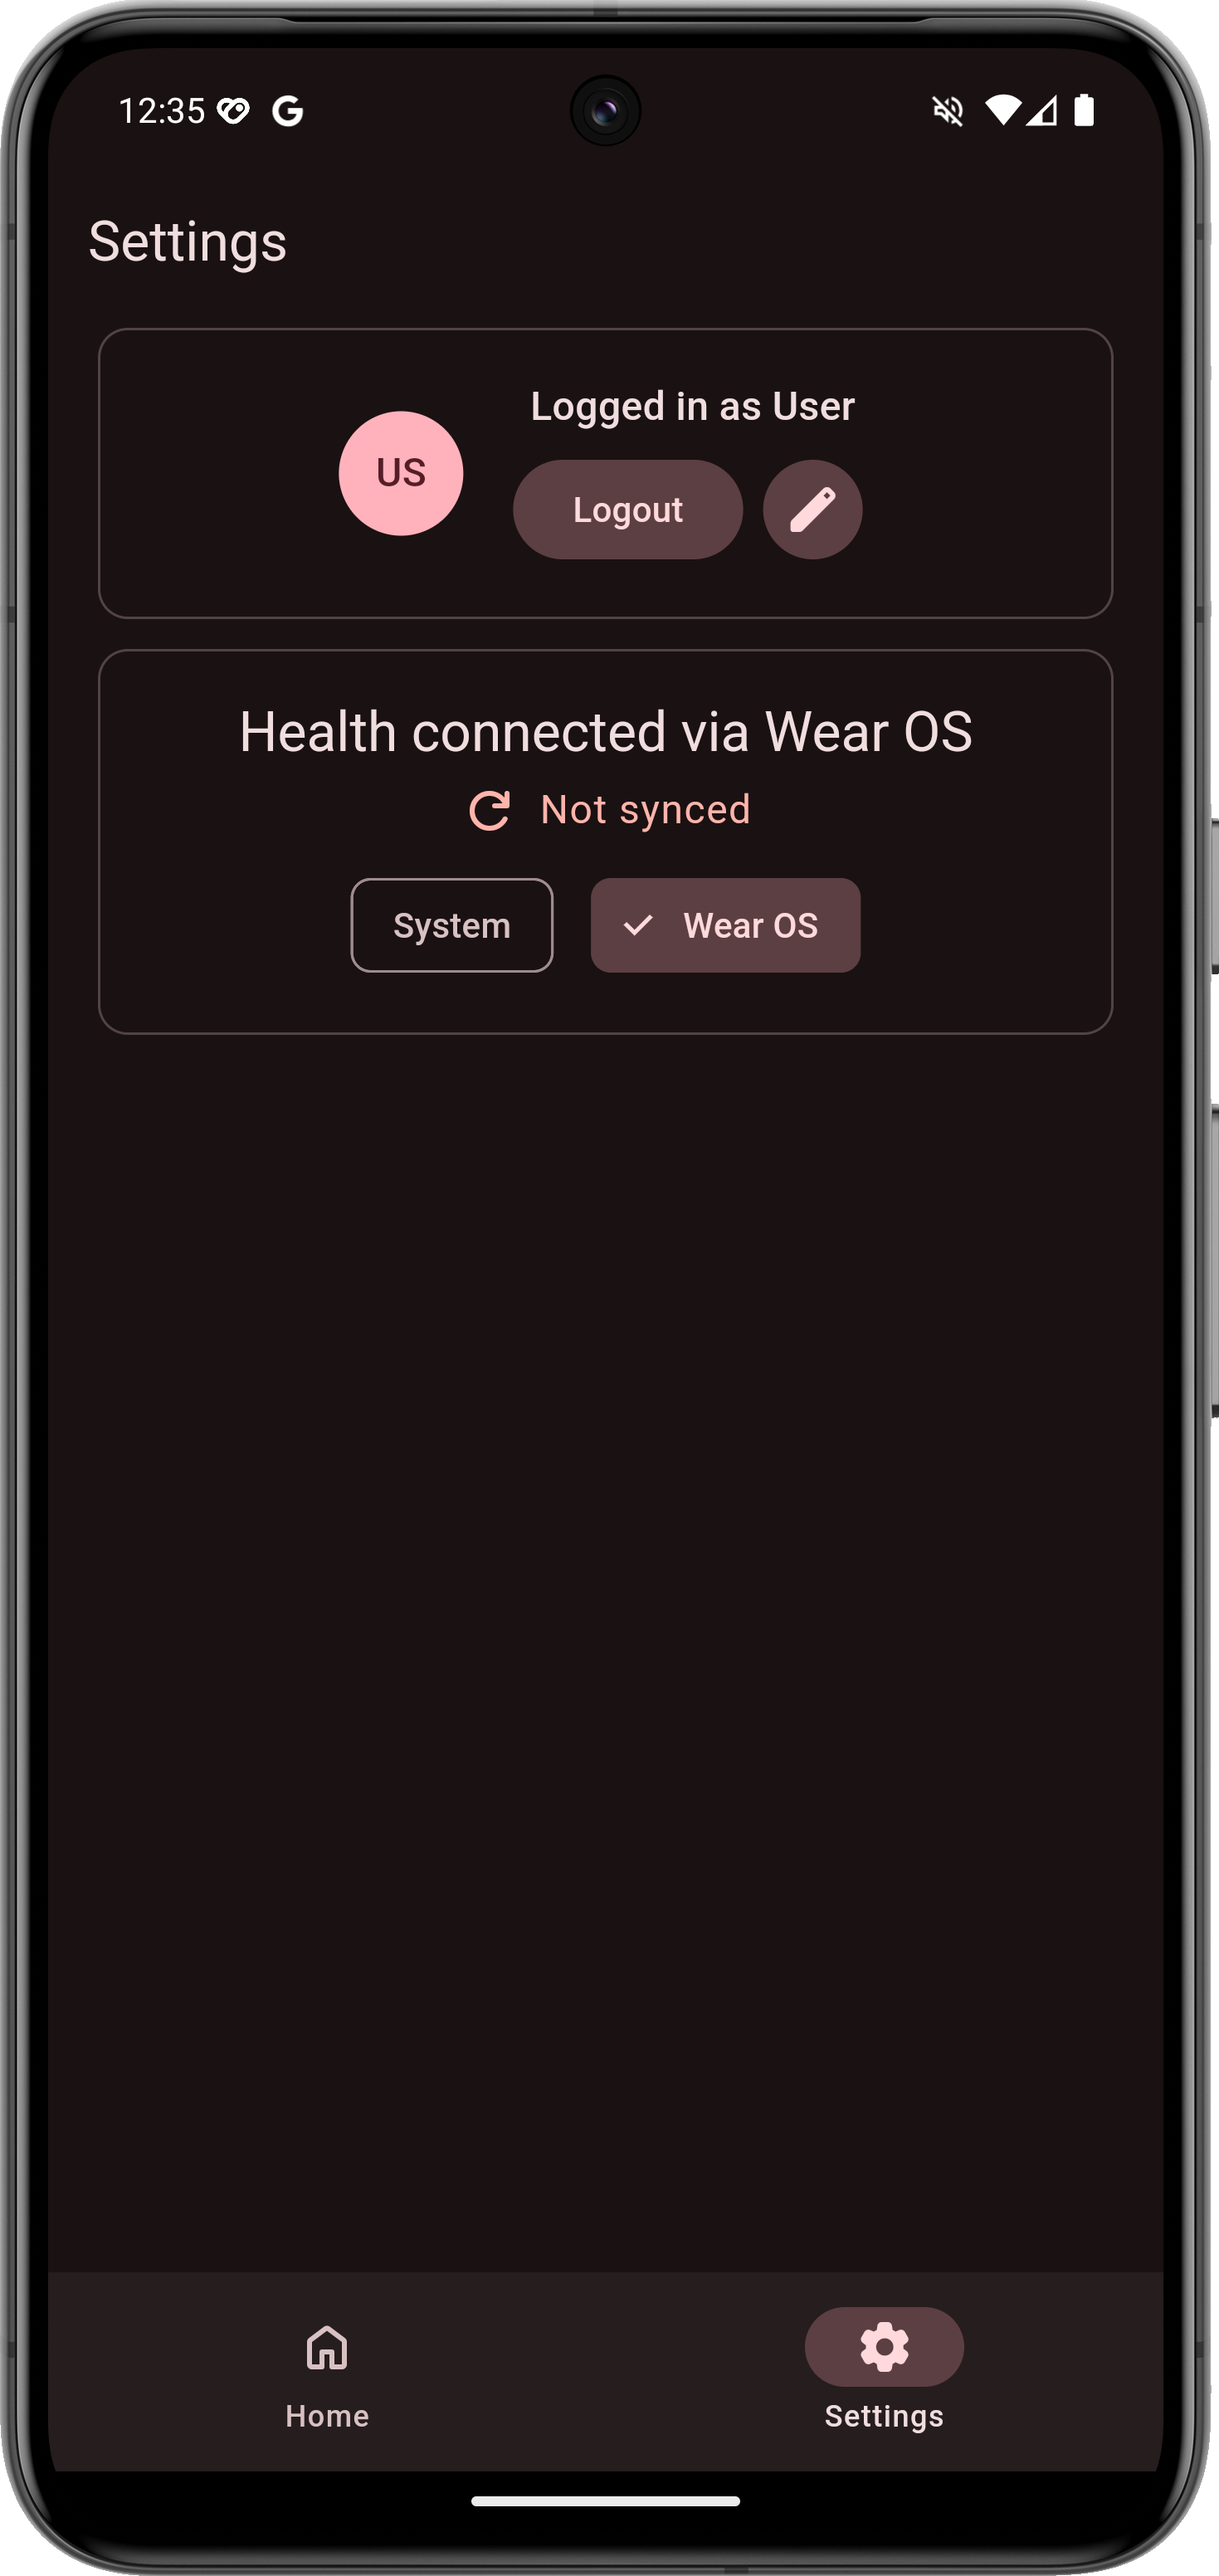 12:35
Settings
US
Logged in as User
Logout
Health connected via Wear OS
Not synced
System
Wear OS
Home
Settings